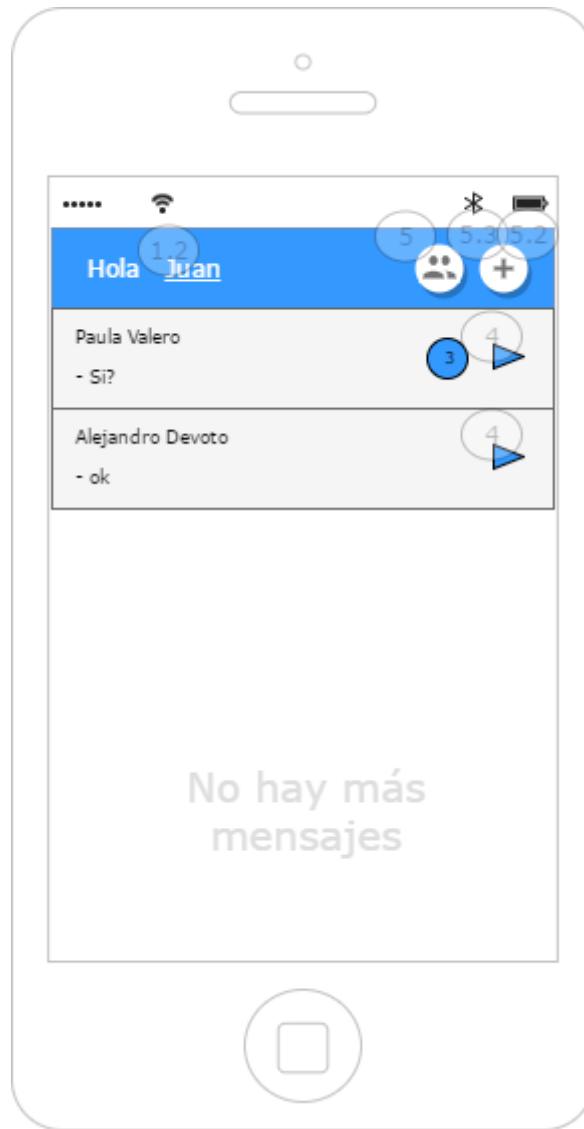 5 5.3 5.2
1.2
Hola Juan +
Paula Valero 4
3
- Si?
Alejandro Devoto 4
- ok
No hay más
mensajes